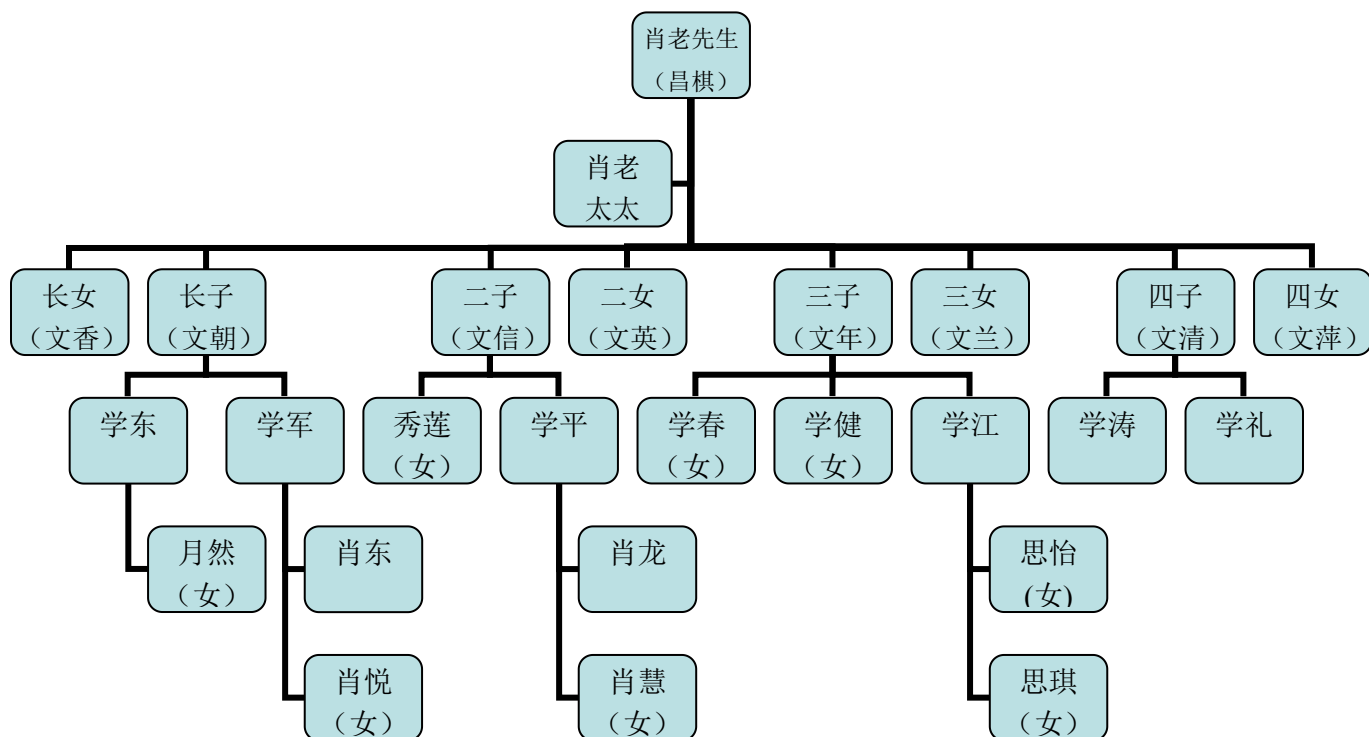 肖老先生
（昌棋）
肖老
太太
长女
（文香）
长子
（文朝）
二子
（文信）
二女
（文英）
三子
（文年）
三女
（文兰）
四子
（文清）
四女
（文萍）
学东
学军
秀莲
（女）
学平
学春
（女）
学健
（女）
学江
学涛
学礼
月然
（女）
肖东
肖龙
思怡
(女)
肖悦
（女）
肖慧
（女）
思琪
（女）